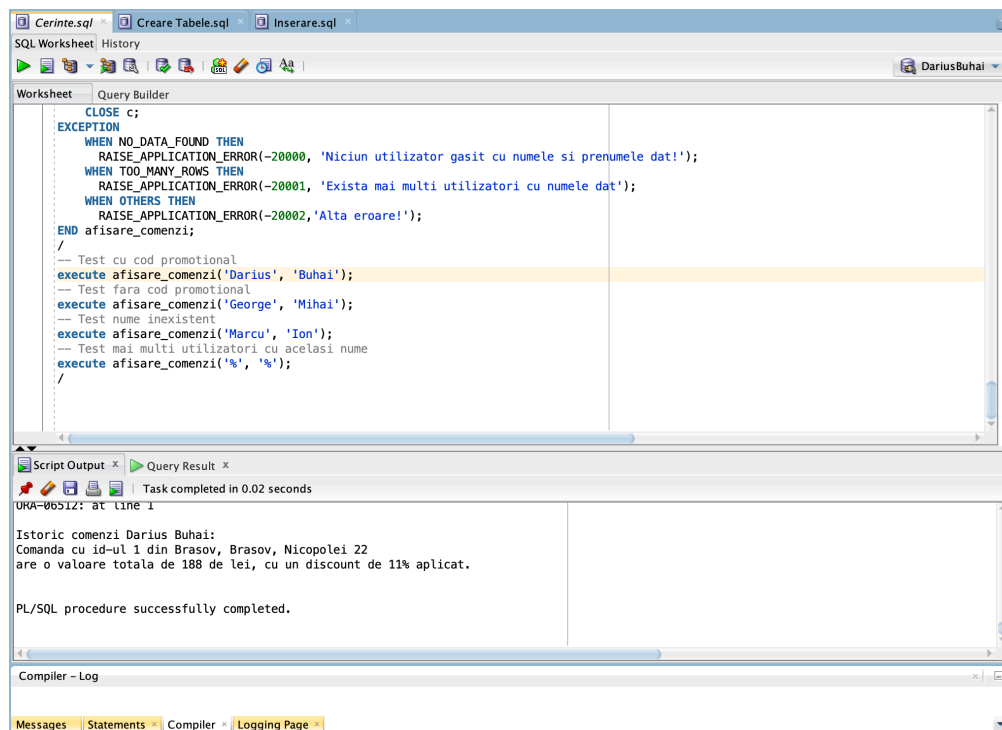 Cerinte.sql Creare Tabele.sql Inserare.sql
SQL Worksheet History
DariusBuhai
Worksheet Query Builder
CLOSE c;
EXCEPTION
WHEN NO_DATA_FOUND THEN
RAISE_APPLICATION_ERROR(-20000, 'Niciun utilizator gasit cu numele si prenumele dat!');
WHEN TOO_MANY_ROWS THEN
RAISE_APPLICATION_ERROR(-20001, 'Exista mai multi utilizatori cu numele dat');
WHEN OTHERS THEN
RAISE_APPLICATION_ERROR(-20002,'Alta eroare!');
END afisare_comenzi;
/
-- Test cu cod promotional
execute afisare_comenzi('Darius', 'Buhai');
-- Test fara cod promotional
execute afisare_comenzi('George', 'Mihai');
-- Test nume inexistent
execute afisare_comenzi('Marcu', 'Ion');
-- Test mai multi utilizatori cu acelasi nume
execute afisare_comenzi('%', '%');
/
Script Output x Query Result x
Task completed in 0.02 seconds
ORA-06512: at line 1
Istoric comenzi Darius Buhai:
Comanda cu id-ul 1 din Brasov, Brasov, Nicopolei 22
are o valoare totala de 188 de lei, cu un discount de 11% aplicat.
PL/SQL procedure successfully completed.
Compiler - Log
Messages Statements Compiler Logging Page